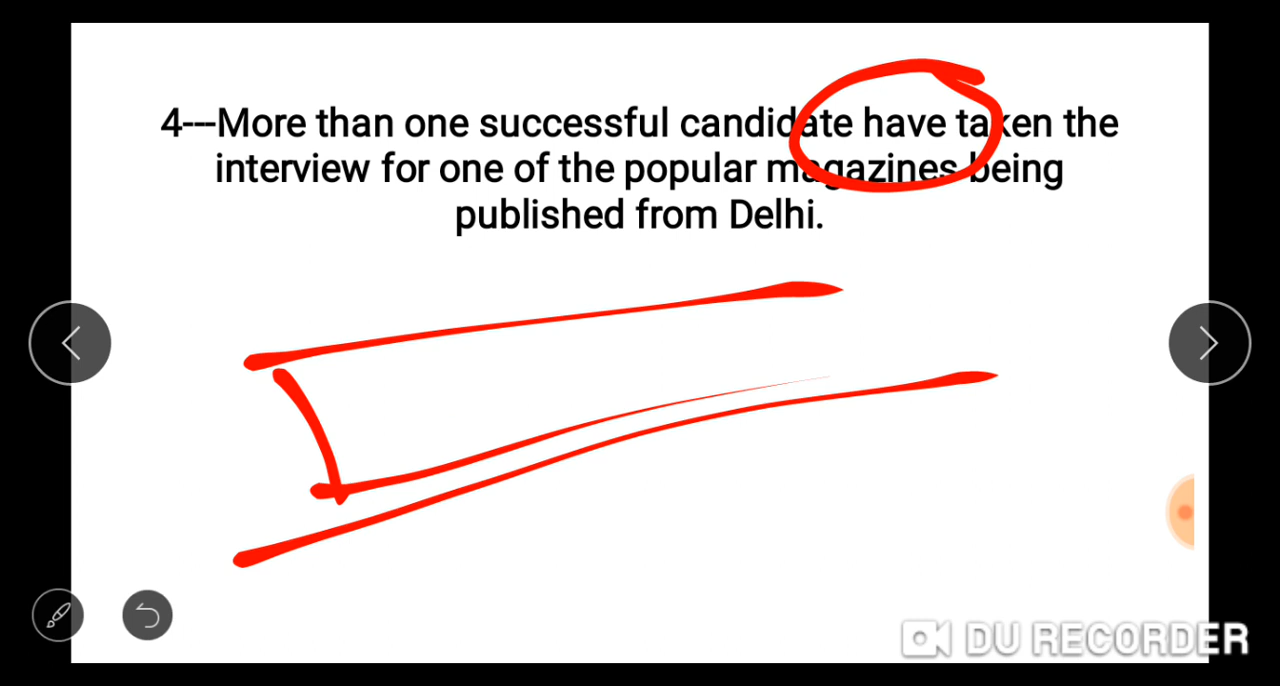 4---More than one successful candidate have taken the
interview for one of the popular magazines being
published from Delhi.
DU RECORDER